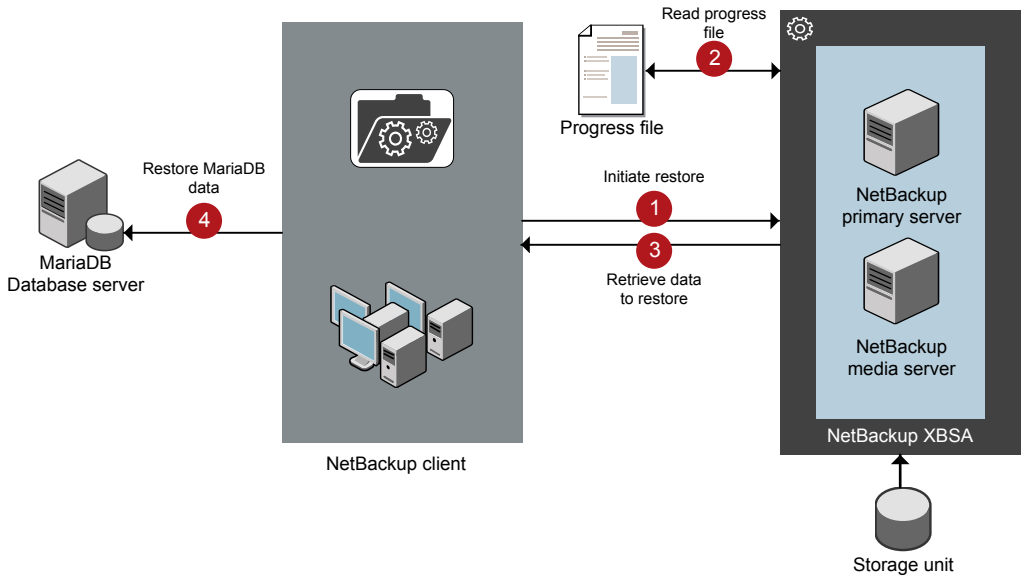 Read progress
file
2
Progress file
Restore MariaDB
data
4
MariaDB
Database server
Initiate restore
1
3
Retrieve data
to restore
NetBackup client
NetBackup
primary server
NetBackup
media server
NetBackup XBSA
Storage unit